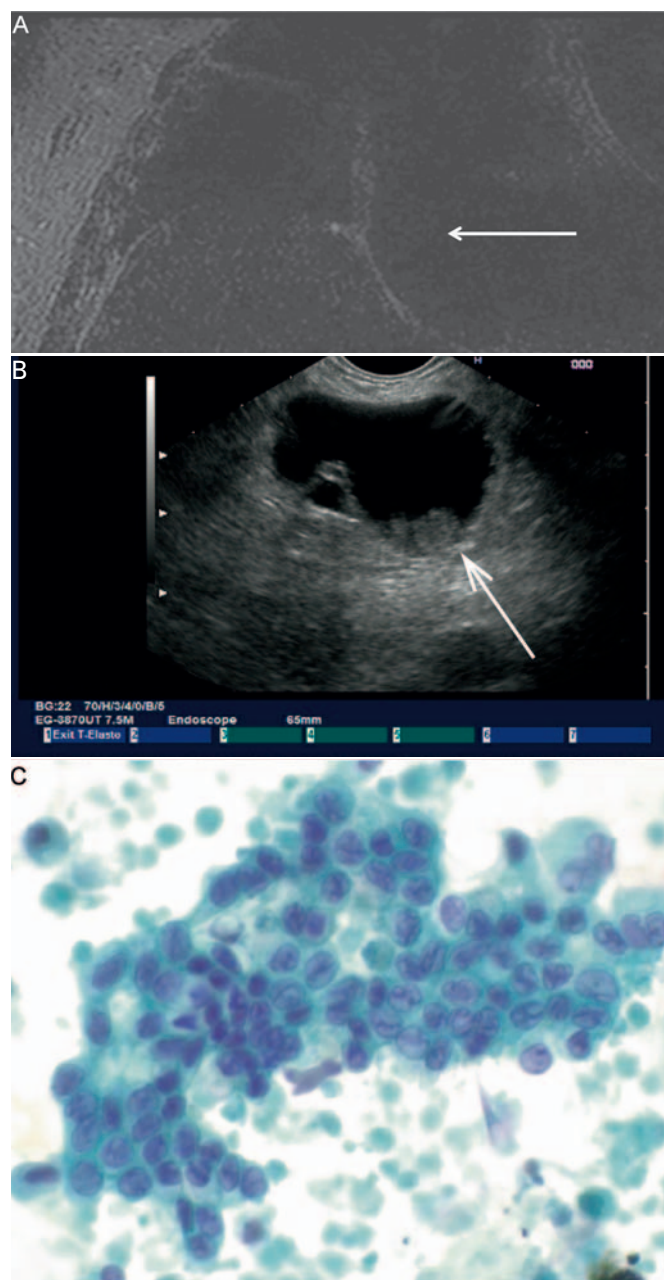 A
B
H
000
BG:22 70/H/3/4/0/B/5
EG-3870UT 7.5M Endoscope 65mm
1 Exit T-Elasto 2 3 4 5 6 7
C